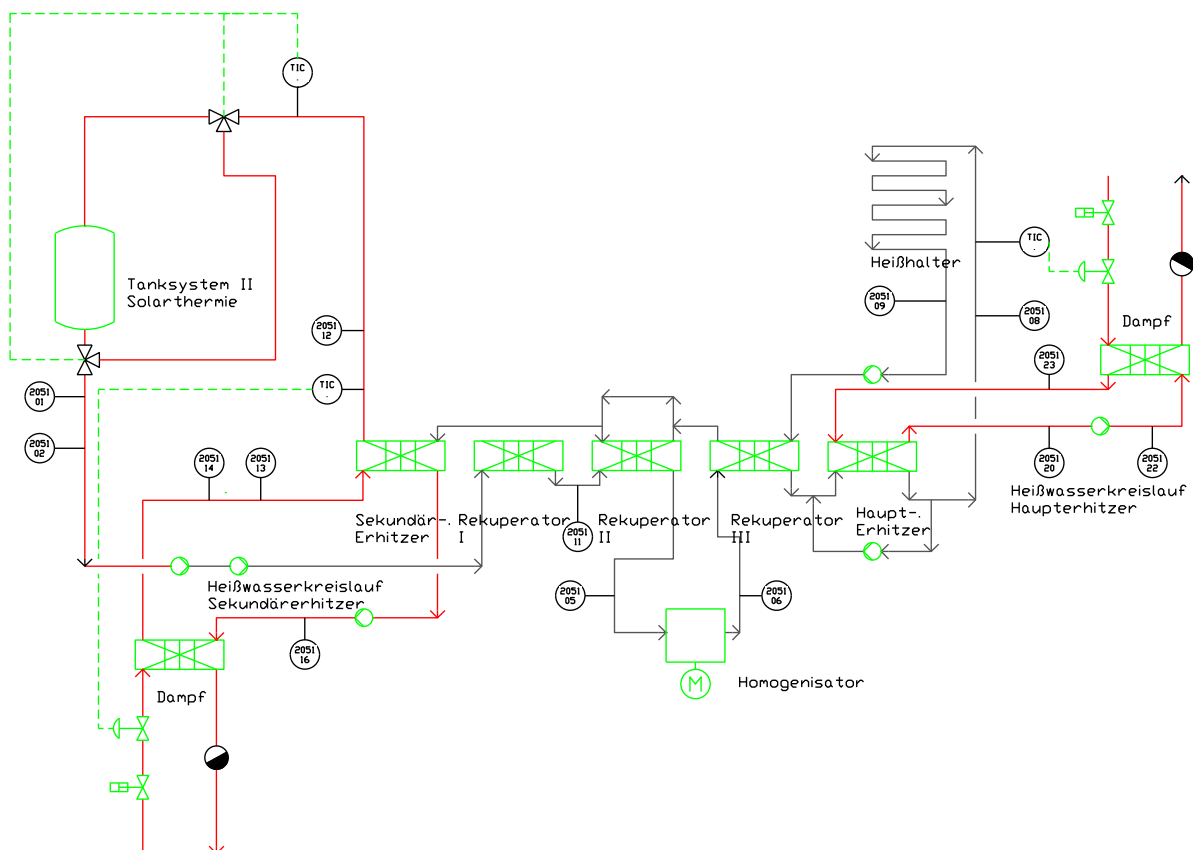 TIC
.
Tanksystem II
Solarthermie
2051
12
TIC
.
2051
01
2051
02
2051
14
2051
13
Heißhalter
2051
09
TIC
.
2051
08
Dampf
2051
23
2051
20
2051
22
Heißwasserkreislauf
Haupterhitzer
Sekundär-.
Erhitzer
Rekuperator
I
2051
11
Rekuperator
II
Rekuperator
III
Haupt-.
Erhitzer
Heißwasserkreislauf
Sekundärerhitzer
2051
16
2051
05
2051
06
Dampf
M
Homogenisator